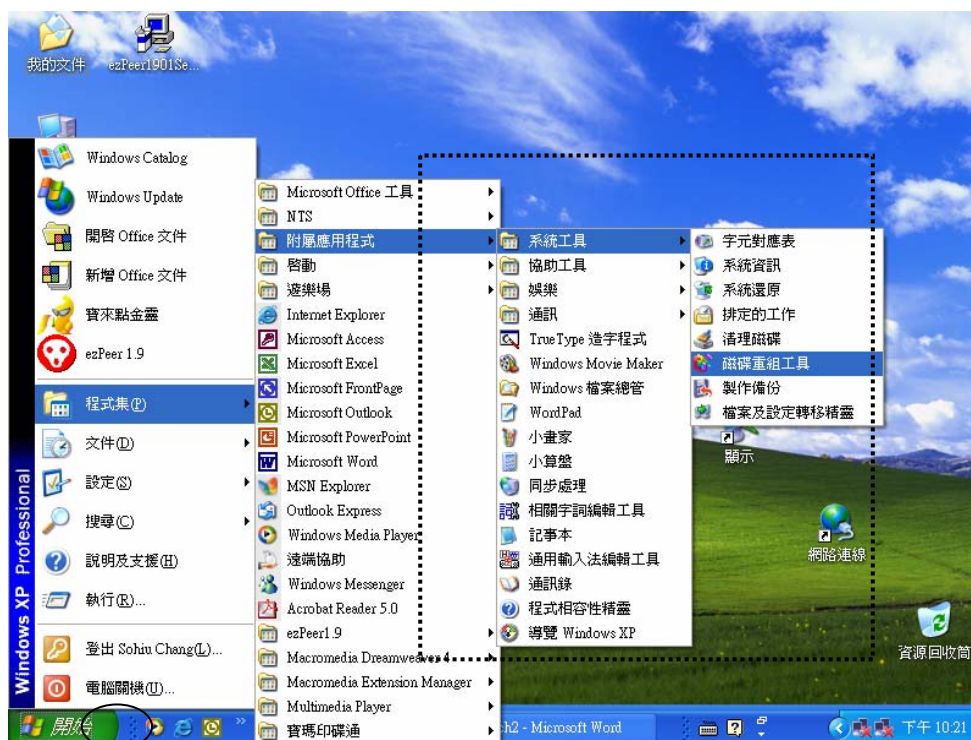 我的文件
ezPeer1901Se...
Windows XP Professional
Windows Catalog
Windows Update
開啓 Office 文件
新增 Office 文件
寶來點金靈
ezPeer 1.9
程式集(P)
文件(D)
設定(S)
搜尋(C)
說明及支援(H)
執行(R)...
登出 Sohiu Chang(L)...
電腦關機(U)...
Microsoft Office 工具
NTS
附屬應用程式
啓動
遊樂場
Internet Explorer
Microsoft Access
Microsoft Excel
Microsoft FrontPage
Microsoft Outlook
Microsoft PowerPoint
Microsoft Word
MSN Explorer
Outlook Express
Windows Media Player
遠端協助
Windows Messenger
Acrobat Reader 5.0
ezPeer1.9
Macromedia Dreamweaver 4
Macromedia Extension Manager
Multimedia Player
寶瑪印碟通
系統工具
協助工具
娛樂
通訊
TrueType 造字程式
Windows Movie Maker
Windows 檔案總管
WordPad
小畫家
小算盤
同步處理
相關字詞編輯工具
記事本
通用輸入法編輯工具
通訊錄
程式相容性精靈
導覽 Windows XP
字元對應表
系統資訊
系統還原
排定的工作
清理磁碟
磁碟重組工具
製作備份
檔案及設定轉移精靈
顯示
網路連線
資源回收筒
開始
h2 - Microsoft Word
下午 10:21